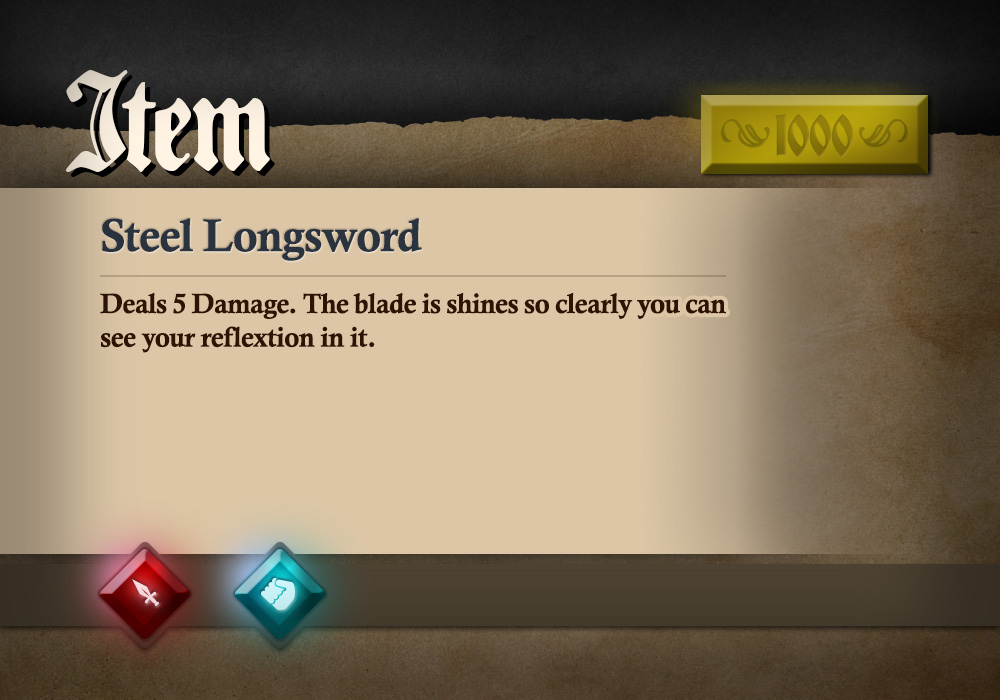 Item
1000
Steel Longsword
Deals 5 Damage. The blade is shines so clearly you can
see your reflextion in it.